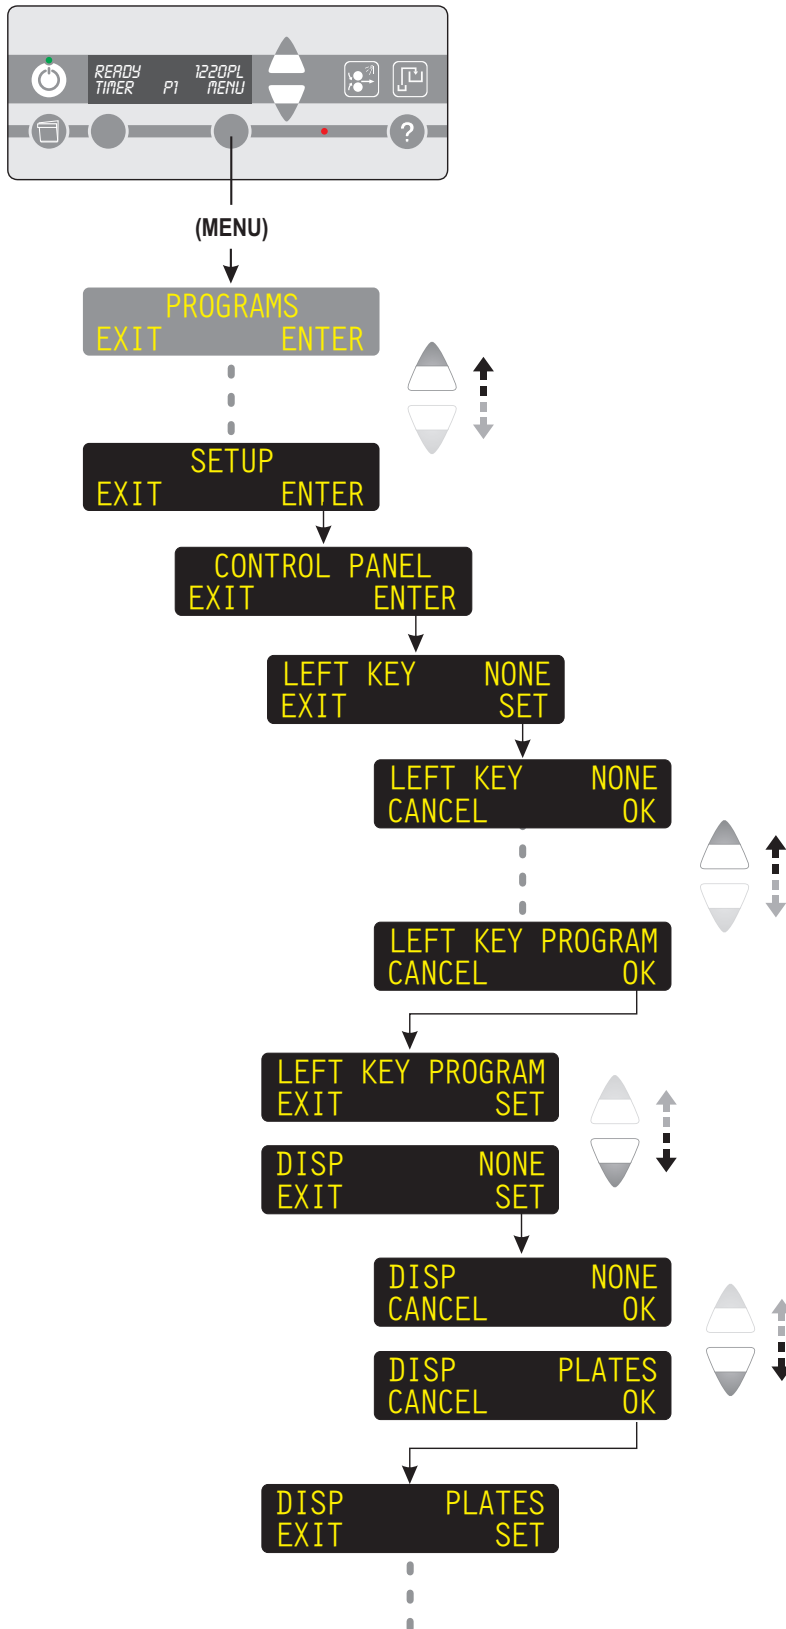 READY 1220PL
TIMER P1 MENU
?
(MENU)
PROGRAMS
EXIT ENTER
SETUP
EXIT ENTER
CONTROL PANEL
EXIT ENTER
LEFT KEY NONE
EXIT SET
LEFT KEY NONE
CANCEL OK
LEFT KEY PROGRAM
CANCEL OK
LEFT KEY PROGRAM
EXIT SET
DISP NONE
EXIT SET
DISP NONE
CANCEL OK
DISP PLATES
CANCEL OK
DISP PLATES
EXIT SET